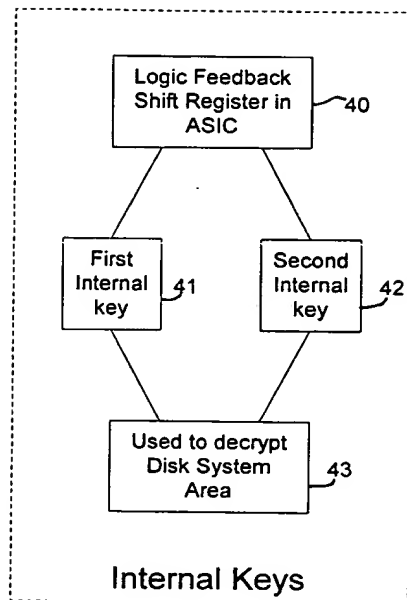 Logic Feedback
Shift Register in
ASIC
40
First
Internal
key
41
Second
Internal
key
42
Used to decrypt
Disk System
Area
43
Internal Keys